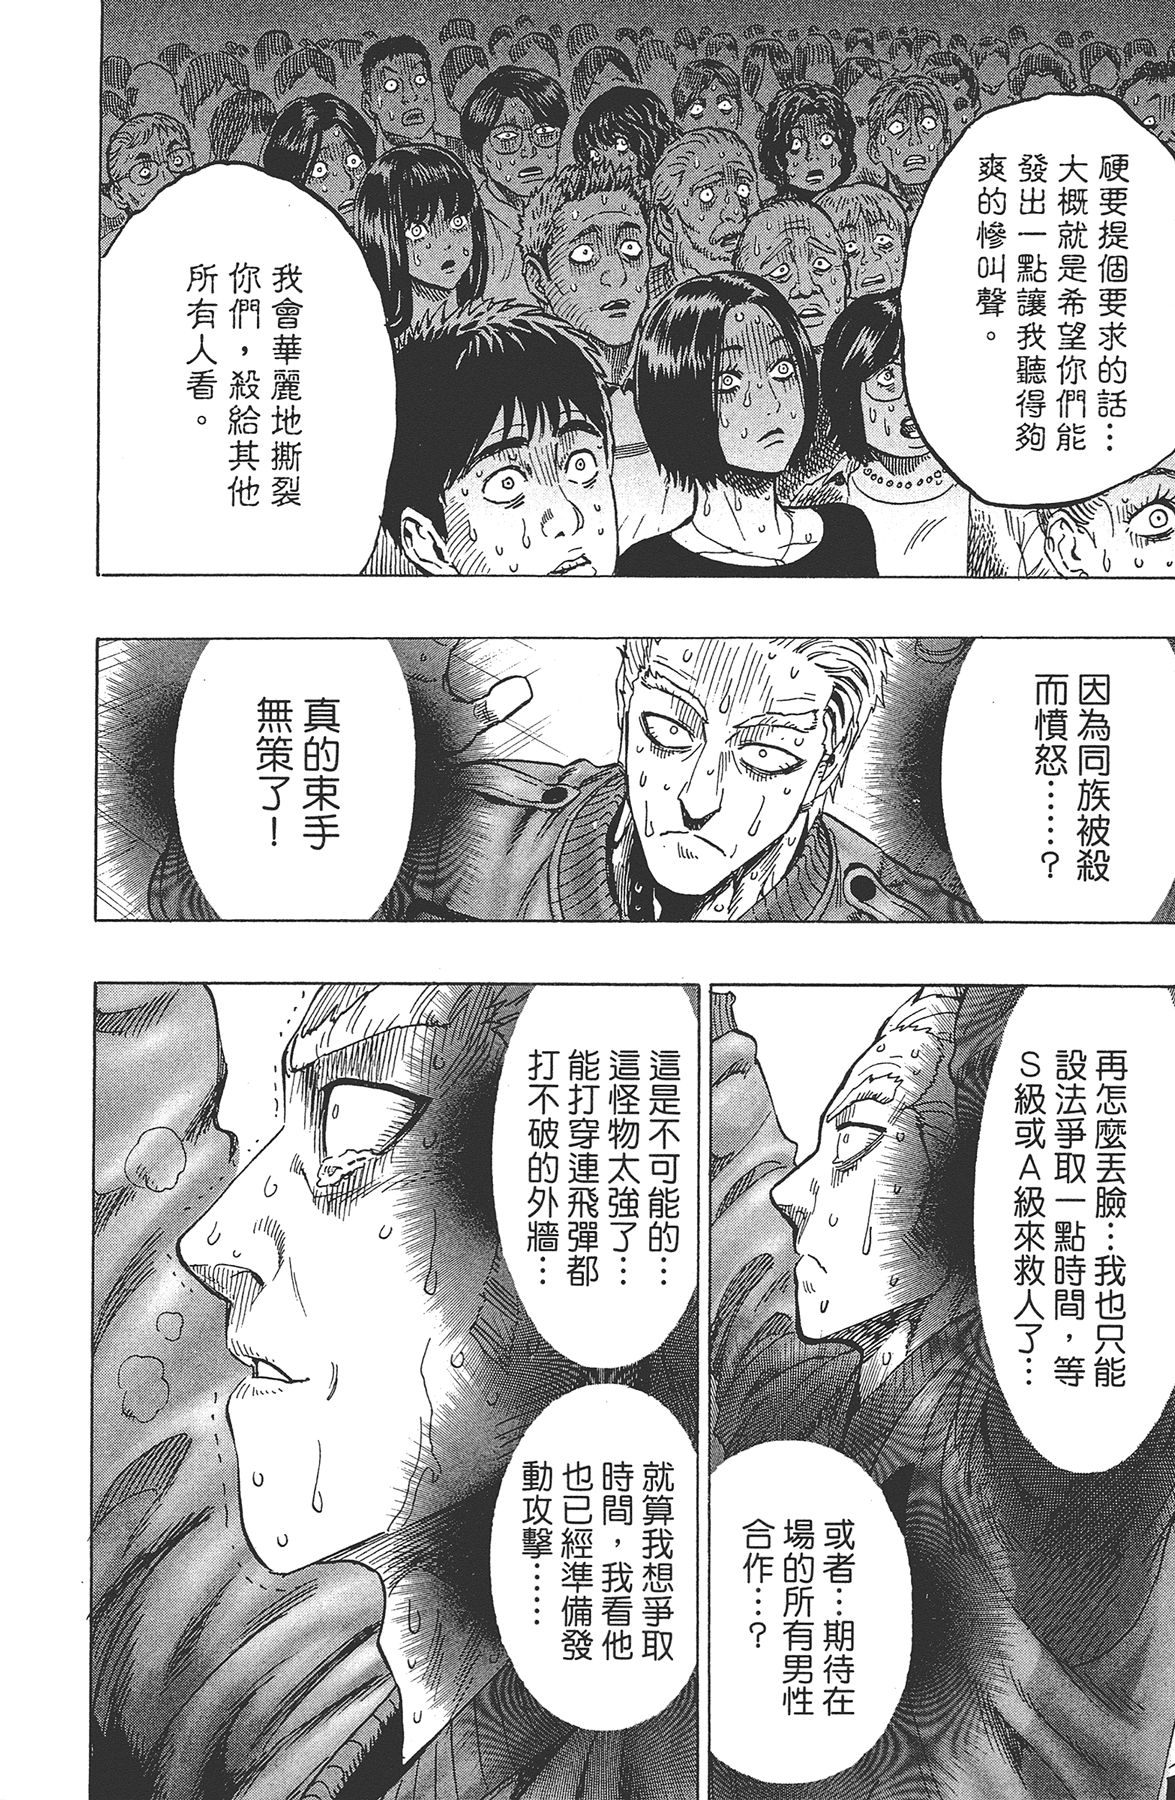 硬要提個要求的話…
大概就是希望你們能
發出一點讓我聽得夠
爽的慘叫聲。
我會華麗地撕裂
你們，殺給其他
所有人看。
因為同族被殺
而憤怒……？
真的束手
無策了！
再怎麼丟臉…我也只能
設法爭取一點時間，等
S級或A級來救人了…
或者…期待在
場的所有男性
合作…？
這是不可能的…
這怪物太強了…
能打穿連飛彈都
打不破的外牆…
就算我想爭取
時間，我看他
也已經準備發
動攻擊……